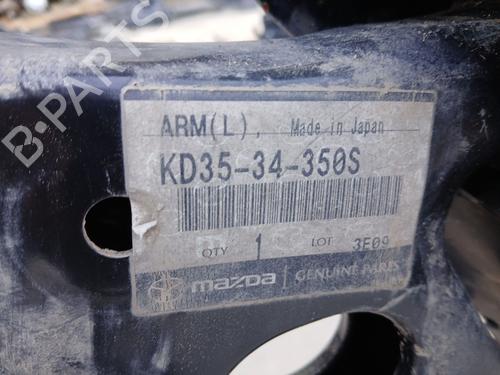 ARM(L), Made in Japan
KD35-34-350S
QTY 1 LOT 3E09
mazda GENUINE PARTS
B-PARTS